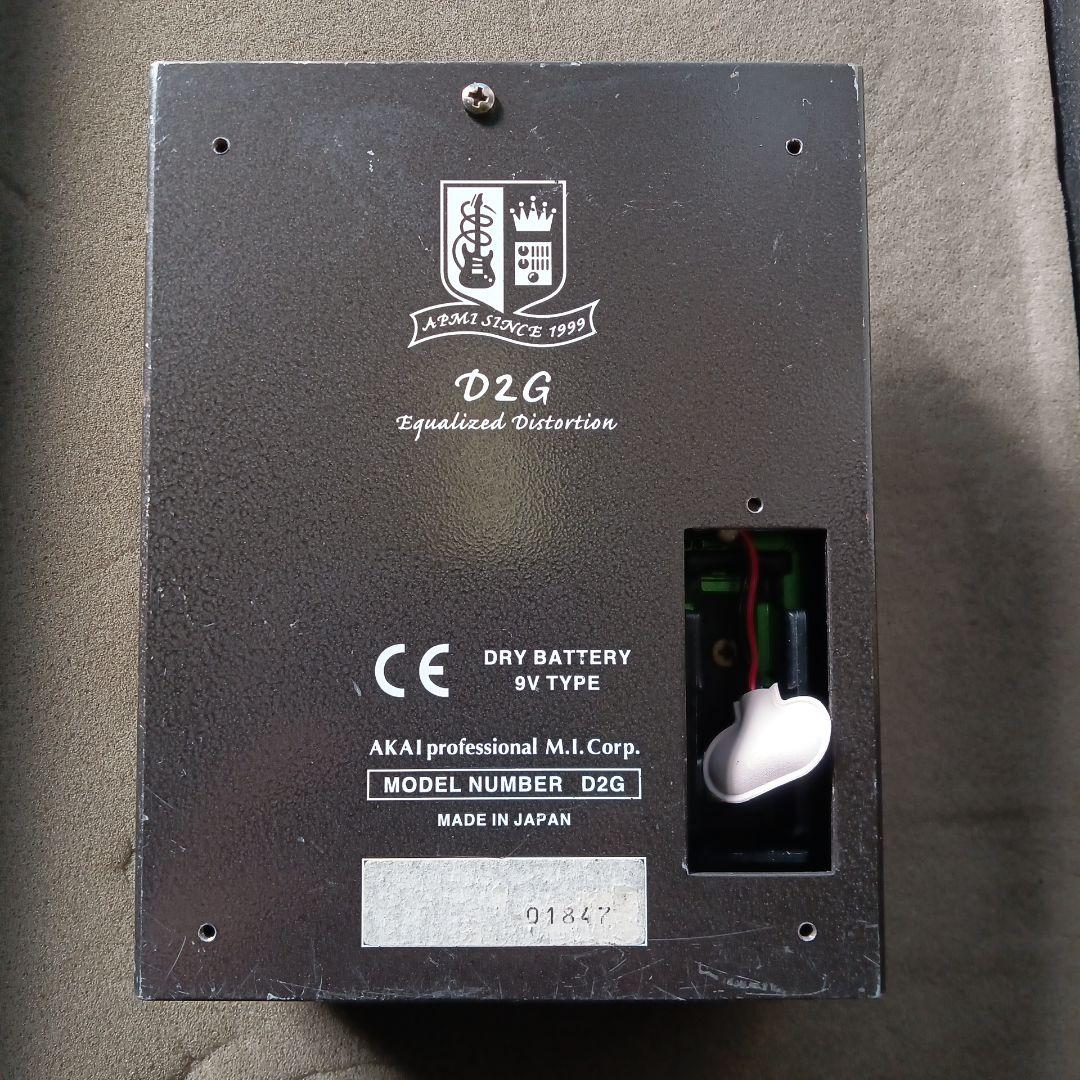 APMI SINCE 1999
D2G
Equalized Distortion
CE
DRY BATTERY
9V TYPE
AKAI professional M.I. Corp.
MODEL NUMBER D2G
MADE IN JAPAN
01847